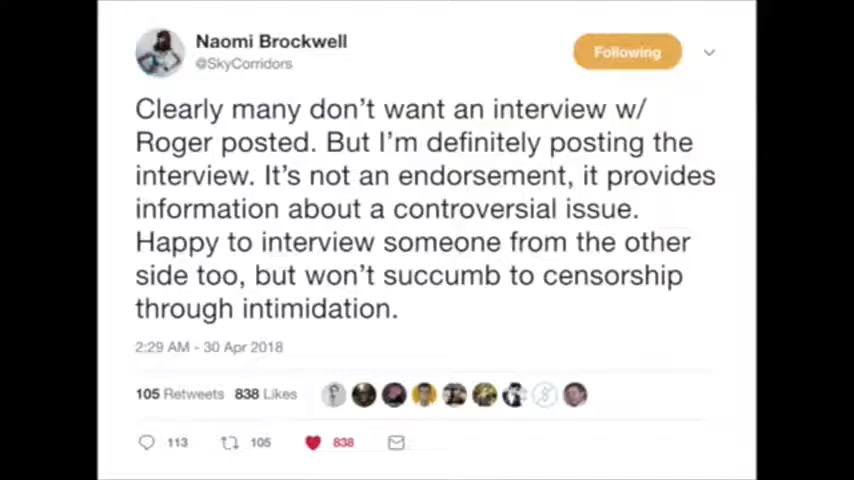 Naomi Brockwell
@SkyCorridors
Following
Clearly many don't want an interview w/
Roger posted. But I'm definitely posting the
interview. It's not an endorsement, it provides
information about a controversial issue.
Happy to interview someone from the other
side too, but won't succumb to censorship
through intimidation.
2:29 AM - 30 Apr 2018
105 Retweets 838 Likes
113 105 838